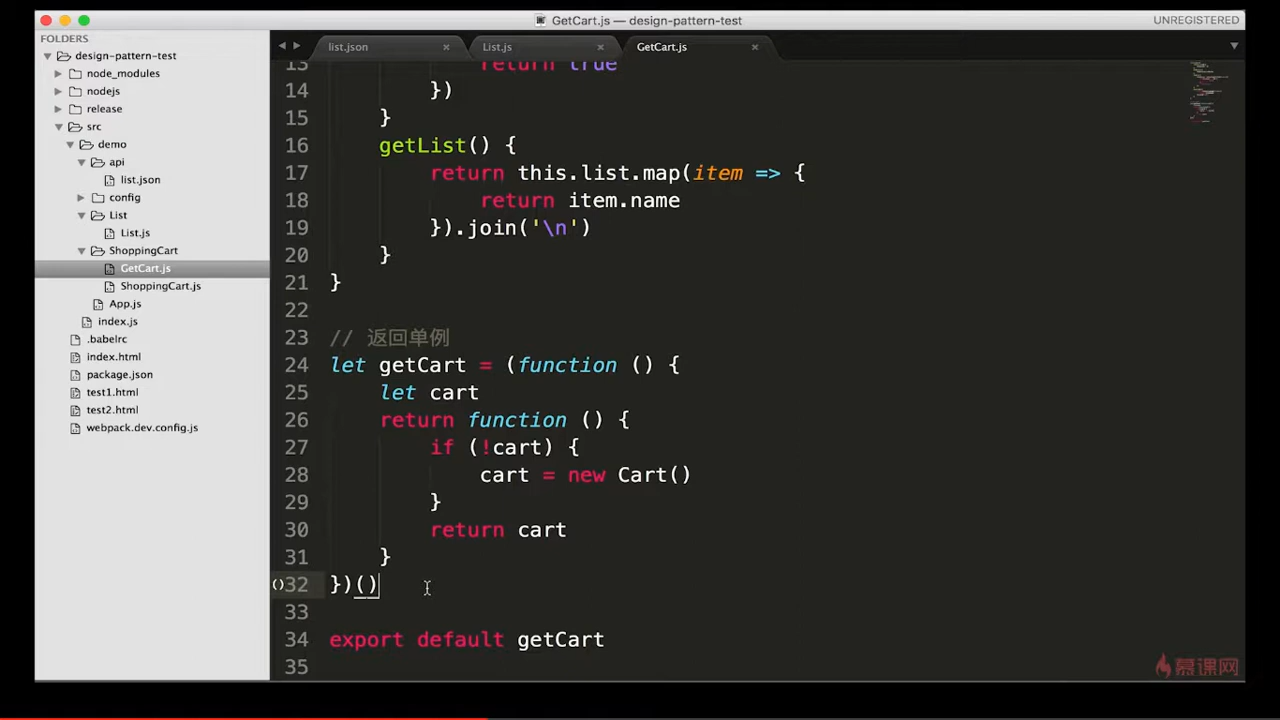 GetCart.js — design-pattern-test
UNREGISTERED
FOLDERS
design-pattern-test
node_modules
nodejs
release
src
demo
api
list.json
config
List
List.js
ShoppingCart
GetCart.js
ShoppingCart.js
App.js
index.js
.babelrc
index.html
package.json
test1.html
test2.html
webpack.dev.config.js
list.json
List.js
GetCart.js
13 return true
14 })
15 }
16 getList() {
17 return this.list.map(item => {
18 return item.name
19 }).join('\n')
20 }
21 }
22
23 // 返回单例
24 let getCart = (function () {
25 let cart
26 return function () {
27 if (!cart) {
28 cart = new Cart()
29 }
30 return cart
31 }
()32 })()
33
34 export default getCart
35
慕课网